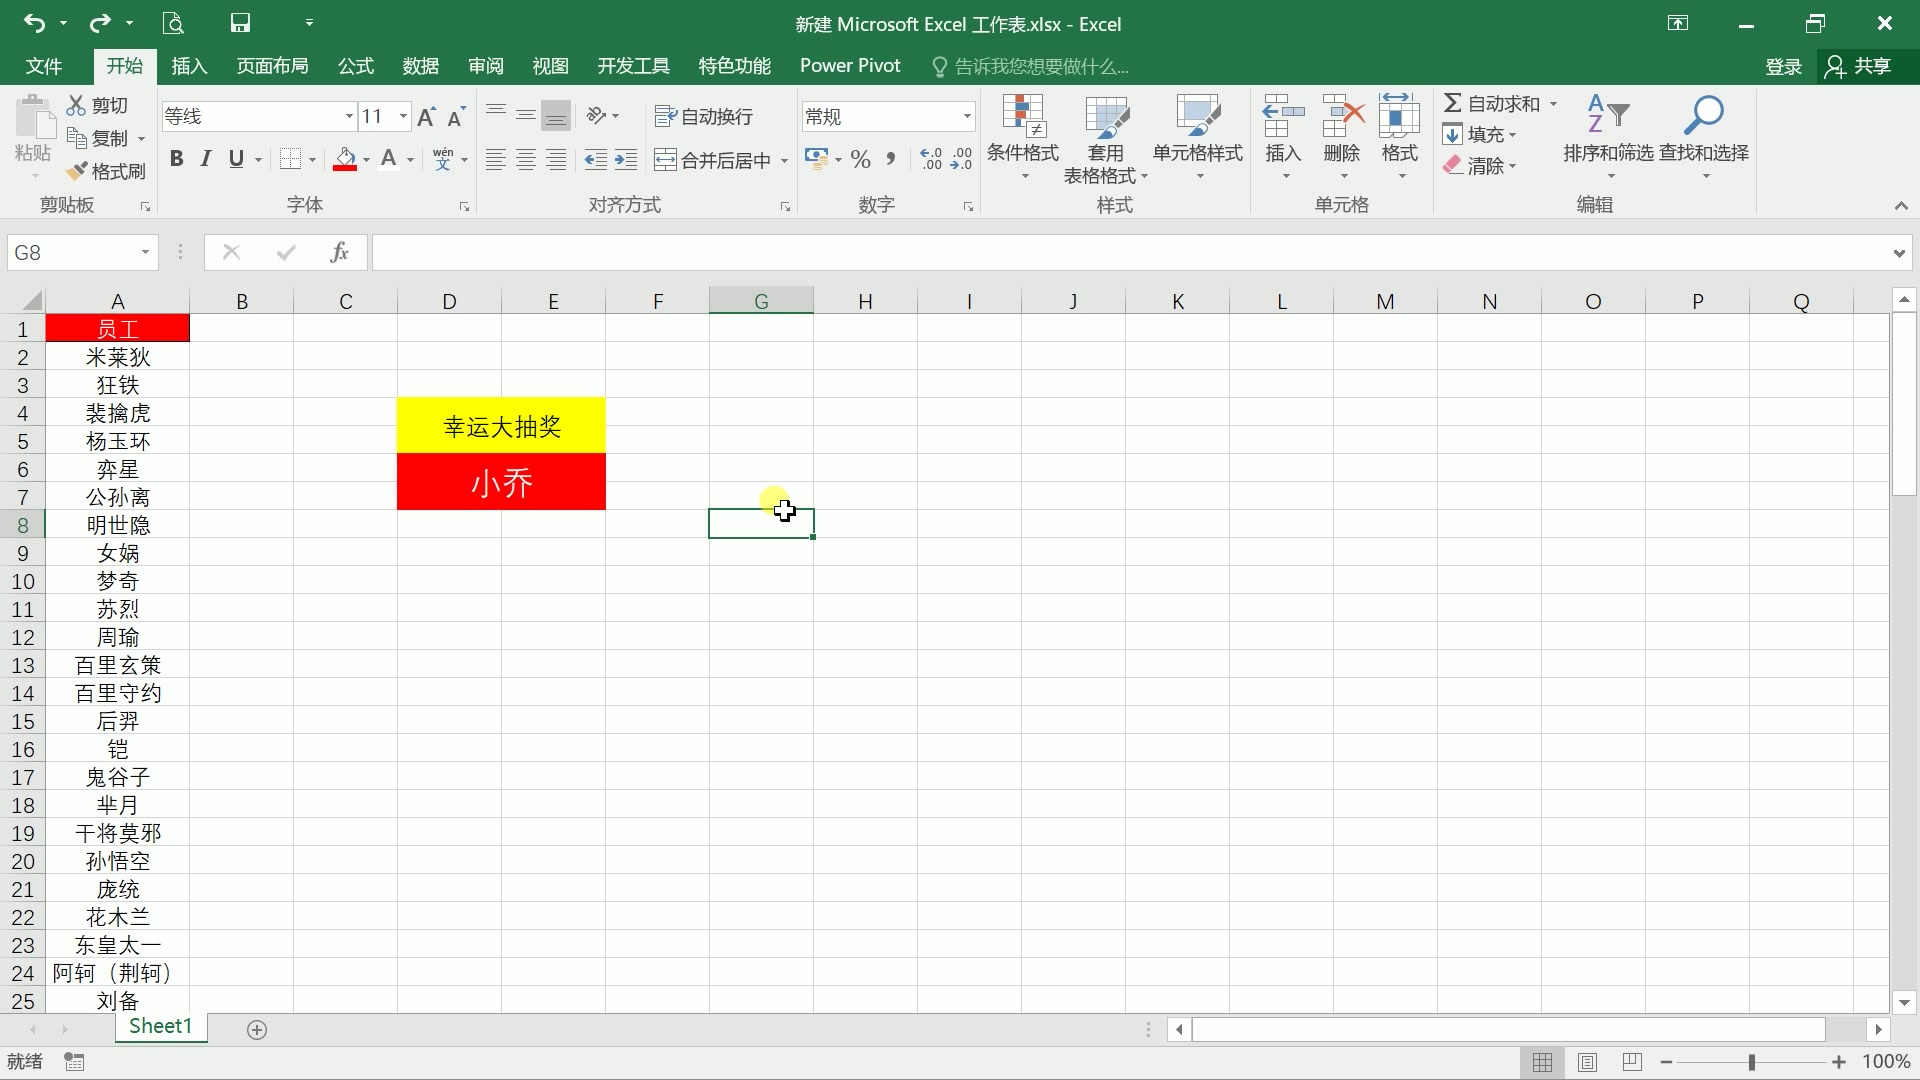 新建 Microsoft Excel 工作表.xlsx - Excel
文件 开始 插入 页面布局 公式 数据 审阅 视图 开发工具 特色功能 Power Pivot 告诉我您想要做什么... 登录 共享
粘贴 剪切 复制 格式刷
等线 11 自动换行 常规
B I U A wén 文 合并后居中 %
条件格式 套用 表格格式 单元格样式 插入 删除 格式
自动求和 填充 清除 排序和筛选 查找和选择
剪贴板 字体 对齐方式 数字 样式 单元格 编辑
G8 fx
A B C D E F G H I J K L M N O P Q
1 员工
2 米莱狄
3 狂铁
4 裴擒虎
幸运大抽奖
5 杨玉环
6 弈星
小乔
7 公孙离
8 明世隐
9 女娲
10 梦奇
11 苏烈
12 周瑜
13 百里玄策
14 百里守约
15 后羿
16 铠
17 鬼谷子
18 芈月
19 干将莫邪
20 孙悟空
21 庞统
22 花木兰
23 东皇太一
24 阿轲（荆轲）
25 刘备
Sheet1
就绪 100%